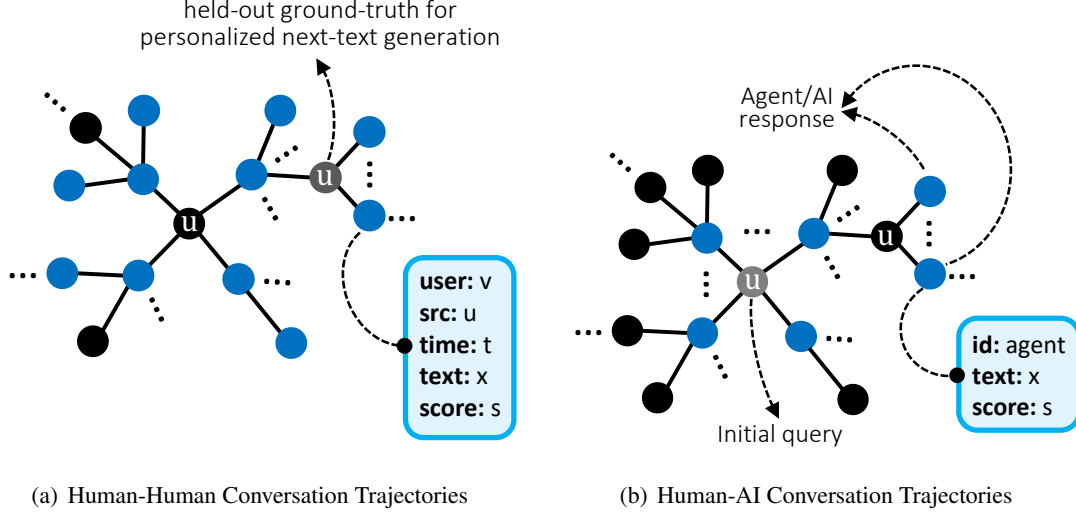 held-out ground-truth for
personalized next-text generation
u
u
user: v
src: u
time: t
text: x
score: s
(a) Human-Human Conversation Trajectories
Agent/AI
response
u
u
id: agent
text: x
score: s
Initial query
(b) Human-AI Conversation Trajectories